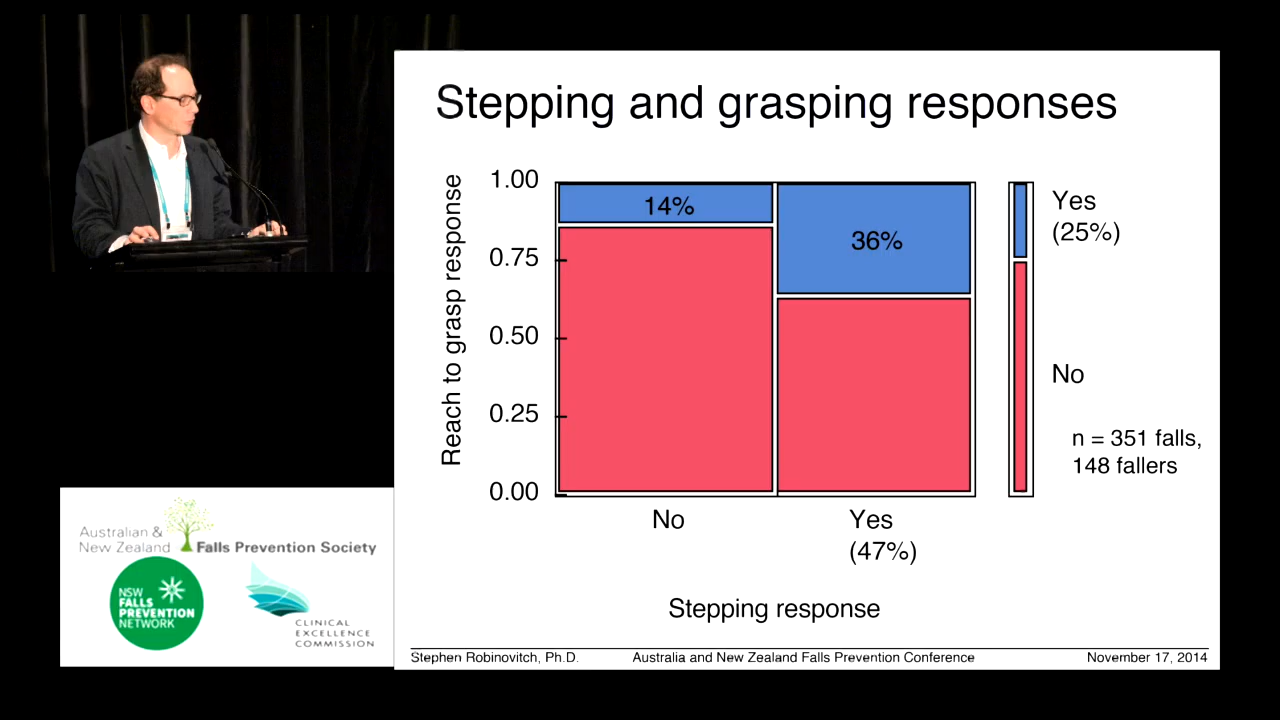 Stepping and grasping responses
Reach to grasp response
1.00
0.75
0.50
0.25
0.00
14%
36%
Yes
(25%)
No
n = 351 falls,
148 fallers
No
Yes
(47%)
Stepping response
Stephen Robinovitch, Ph.D.
Australia and New Zealand Falls Prevention Conference
November 17, 2014
Australian &
New Zealand
Falls Prevention Society
NSW
FALLS
PREVENTION
NETWORK
CLINICAL
EXCELLENCE
COMMISSION